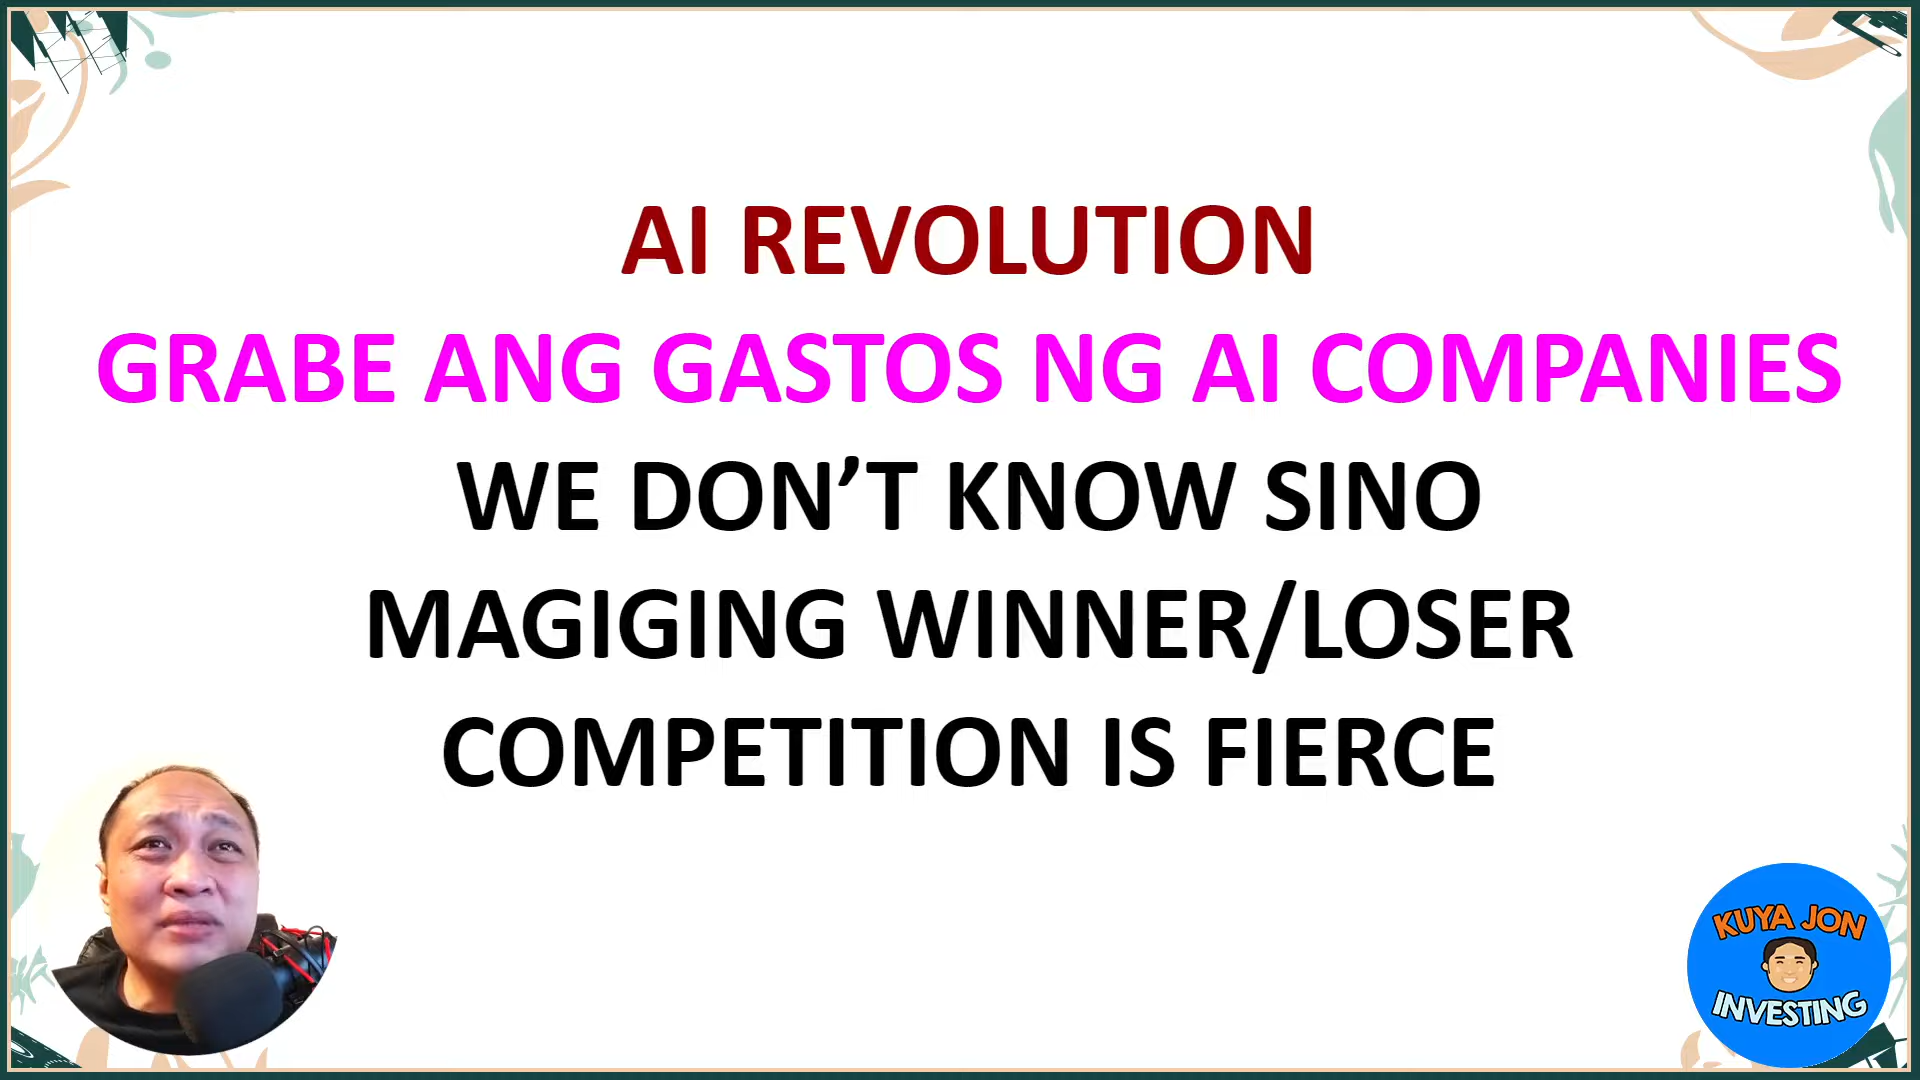 AI REVOLUTION
GRABE ANG GASTOS NG AI COMPANIES
WE DON’T KNOW SINO
MAGIGING WINNER/LOSER
COMPETITION IS FIERCE
KUYA JON
INVESTING